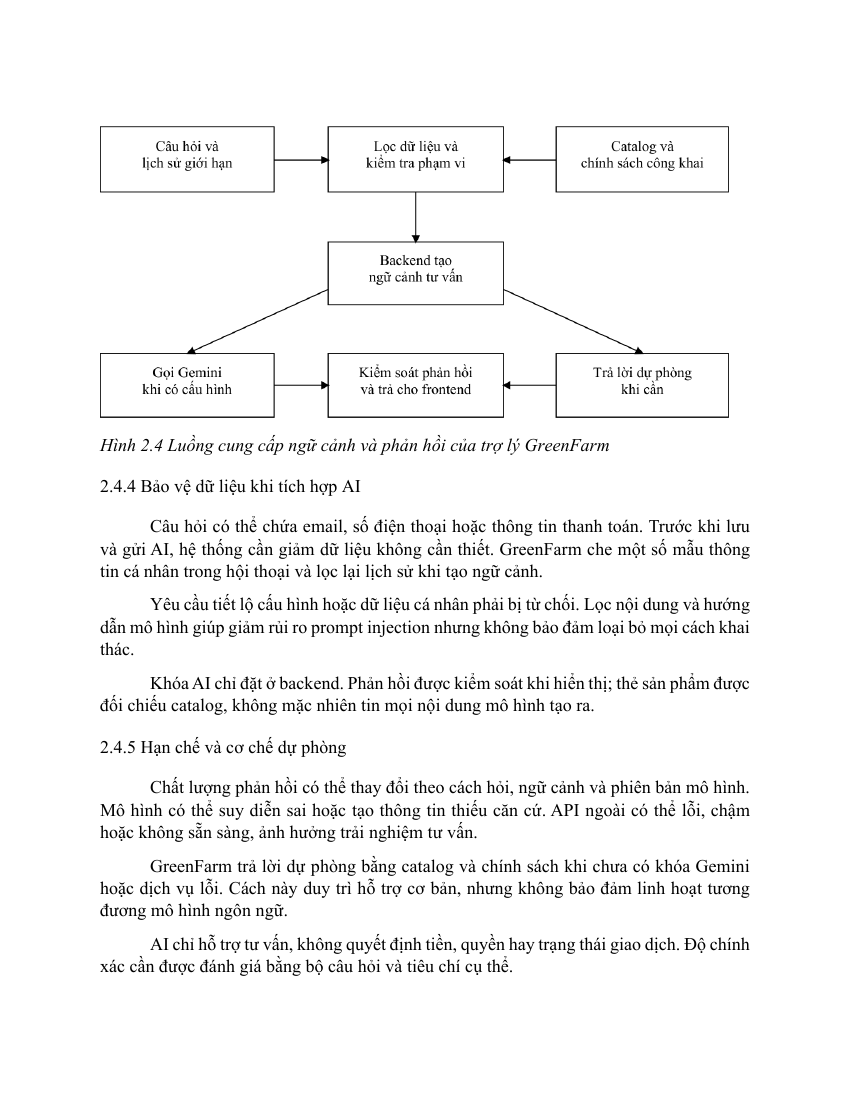 Câu hỏi và
lịch sử giới hạn
Lọc dữ liệu và
kiểm tra phạm vi
Catalog và
chính sách công khai
Backend tạo
ngữ cảnh tư vấn
Gọi Gemini
khi có cấu hình
Kiểm soát phản hồi
và trả cho frontend
Trả lời dự phòng
khi cần
Hình 2.4 Luồng cung cấp ngữ cảnh và phản hồi của trợ lý GreenFarm
2.4.4 Bảo vệ dữ liệu khi tích hợp AI
Câu hỏi có thể chứa email, số điện thoại hoặc thông tin thanh toán. Trước khi lưu
và gửi AI, hệ thống cần giảm dữ liệu không cần thiết. GreenFarm che một số mẫu thông
tin cá nhân trong hội thoại và lọc lại lịch sử khi tạo ngữ cảnh.
Yêu cầu tiết lộ cấu hình hoặc dữ liệu cá nhân phải bị từ chối. Lọc nội dung và hướng
dẫn mô hình giúp giảm rủi ro prompt injection nhưng không bảo đảm loại bỏ mọi cách khai
thác.
Khóa AI chỉ đặt ở backend. Phản hồi được kiểm soát khi hiển thị; thẻ sản phẩm được
đối chiếu catalog, không mặc nhiên tin mọi nội dung mô hình tạo ra.
2.4.5 Hạn chế và cơ chế dự phòng
Chất lượng phản hồi có thể thay đổi theo cách hỏi, ngữ cảnh và phiên bản mô hình.
Mô hình có thể suy diễn sai hoặc tạo thông tin thiếu căn cứ. API ngoài có thể lỗi, chậm
hoặc không sẵn sàng, ảnh hưởng trải nghiệm tư vấn.
GreenFarm trả lời dự phòng bằng catalog và chính sách khi chưa có khóa Gemini
hoặc dịch vụ lỗi. Cách này duy trì hỗ trợ cơ bản, nhưng không bảo đảm linh hoạt tương
đương mô hình ngôn ngữ.
AI chỉ hỗ trợ tư vấn, không quyết định tiền, quyền hay trạng thái giao dịch. Độ chính
xác cần được đánh giá bằng bộ câu hỏi và tiêu chí cụ thể.